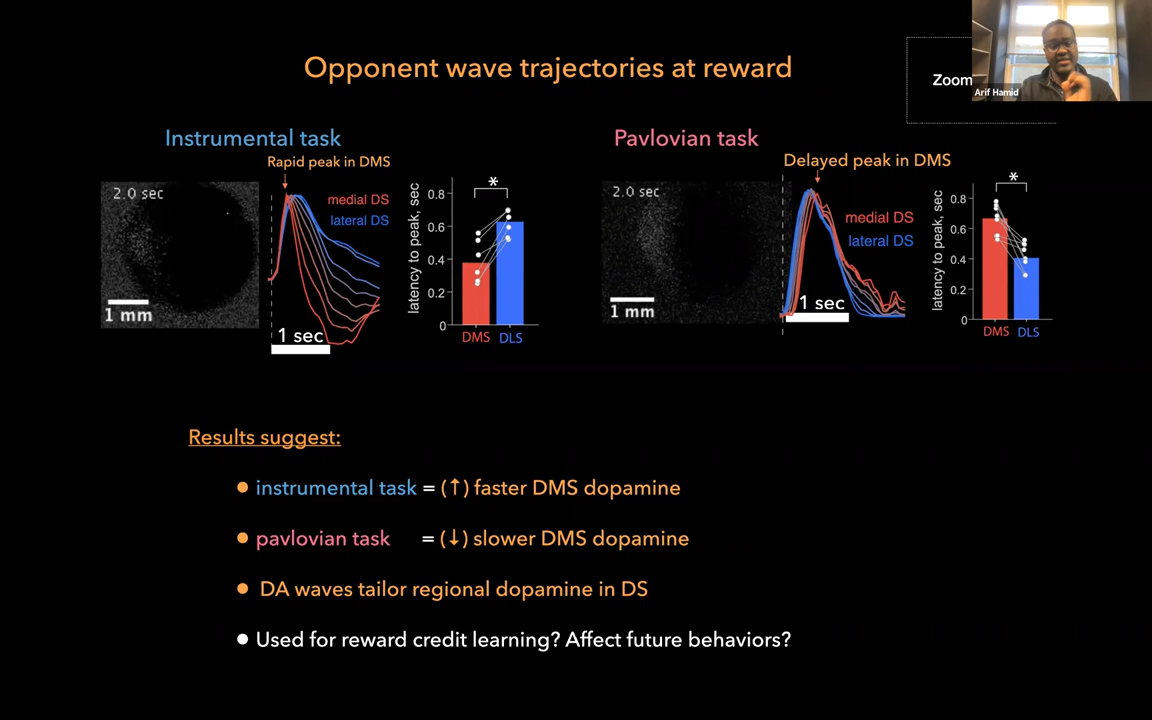 Opponent wave trajectories at reward
Zoom
Arif Hamid
Instrumental task
Rapid peak in DMS
2.0 sec
1 mm
medial DS
lateral DS
1 sec
latency to peak, sec
0.8
0.6
0.4
0.2
0
*
DMS
DLS
Pavlovian task
Delayed peak in DMS
2.0 sec
1 mm
medial DS
lateral DS
1 sec
latency to peak, sec
0.8
0.6
0.4
0.2
0
*
DMS
DLS
Results suggest:
● instrumental task = (↑) faster DMS dopamine
● pavlovian task = (↓) slower DMS dopamine
● DA waves tailor regional dopamine in DS
● Used for reward credit learning? Affect future behaviors?